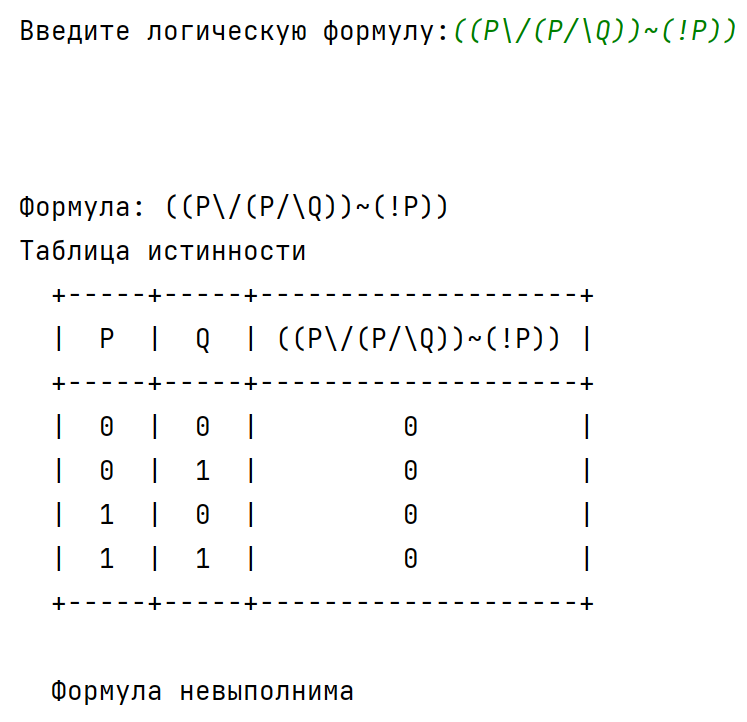 Введите логическую формулу:((P\/(P/\Q))~(!P))
Формула: ((P\/(P/\Q))~(!P))
Таблица истинности
+-----+-----+--------------------+
|  P  |  Q  | ((P\/(P/\Q))~(!P)) |
+-----+-----+--------------------+
|  0  |  0  |         0          |
|  0  |  1  |         0          |
|  1  |  0  |         0          |
|  1  |  1  |         0          |
+-----+-----+--------------------+
Формула невыполнима